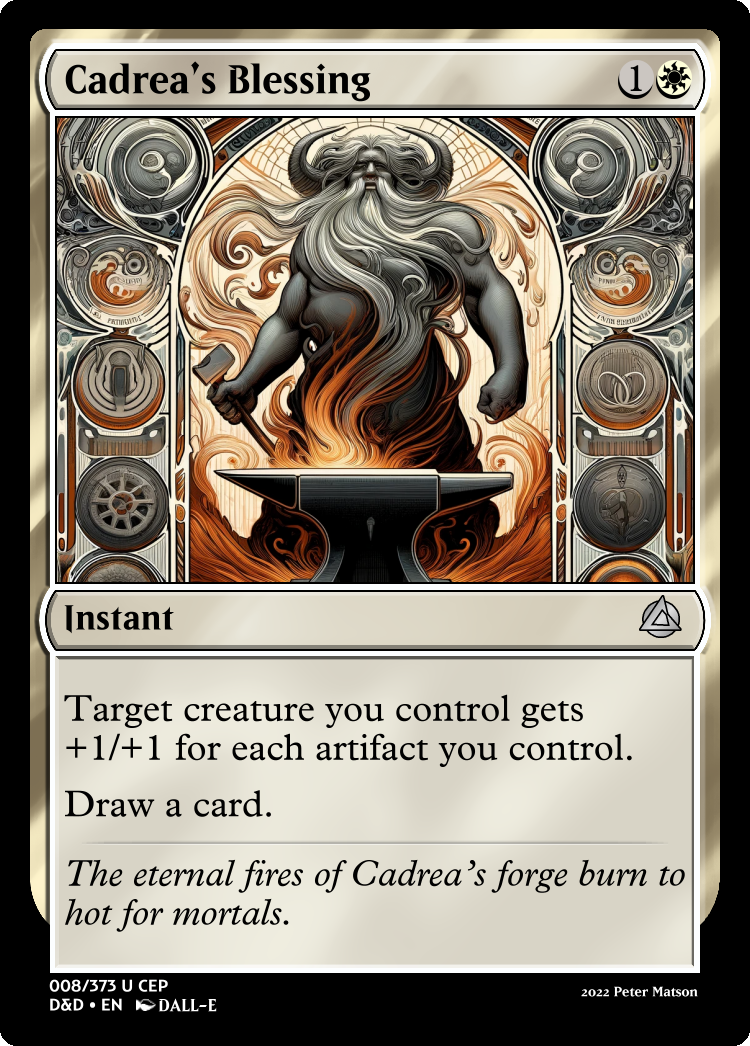 Cadrea's Blessing
1
Instant
Target creature you control gets
+1/+1 for each artifact you control.
Draw a card.
The eternal fires of Cadrea's forge burn to
hot for mortals.
008/373 U CEP
D&D • EN DALL-E
2022 Peter Matson